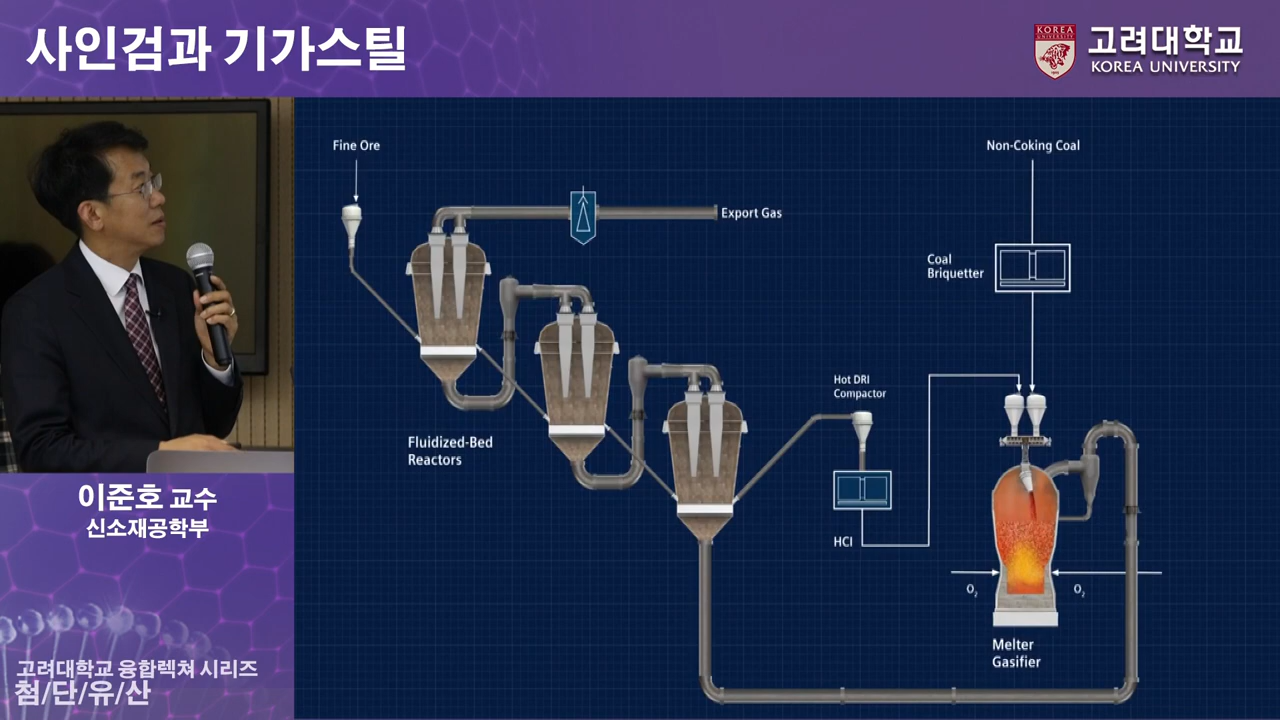 사인검과 기가스틸
KOREA
UNIVERSITY
고려대학교
KOREA UNIVERSITY
Fine Ore
Export Gas
Non-Coking Coal
Coal
Briquetter
Hot DRI
Compactor
Fluidized-Bed
Reactors
HCI
O₂
O₂
Melter
Gasifier
이준호 교수
신소재공학부
고려대학교 융합렉쳐 시리즈
첨/단/유/산